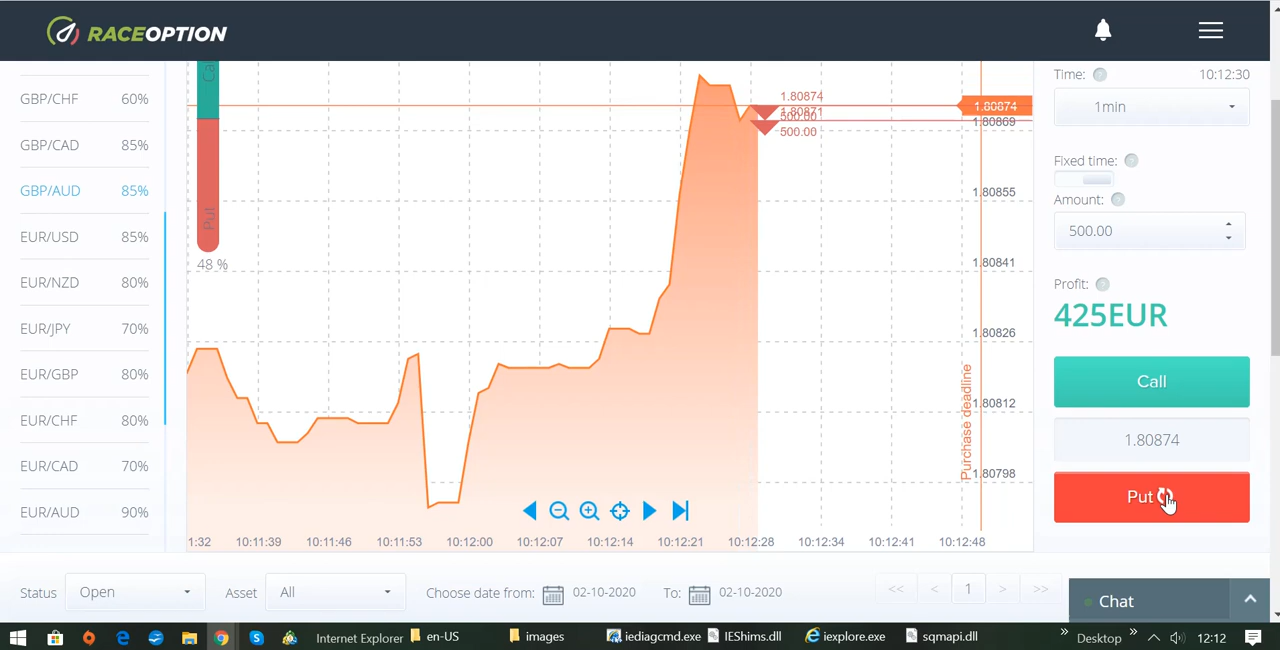 RACEOPTION
GBP/CHF 60%
GBP/CAD 85%
GBP/AUD 85%
EUR/USD 85%
EUR/NZD 80%
EUR/JPY 70%
EUR/GBP 80%
EUR/CHF 80%
EUR/CAD 70%
EUR/AUD 90%
Put
48 %
1.80874
1.80871
500.00
500.00
1.80874
1.80869
1.80855
1.80841
1.80826
1.80812
1.80798
Purchase deadline
1:32 10:11:39 10:11:46 10:11:53 10:12:00 10:12:07 10:12:14 10:12:21 10:12:28 10:12:34 10:12:41 10:12:48
Time: ? 10:12:30
1min
Fixed time: ?
Amount: ?
500.00
Profit: ?
425EUR
Call
1.80874
Put
Status Open Asset All Choose date from: 02-10-2020 To: 02-10-2020 << < 1 > >>
Chat
Internet Explorer en-US images iediagcmd.exe IEShims.dll iexplore.exe sqmapi.dll Desktop 12:12